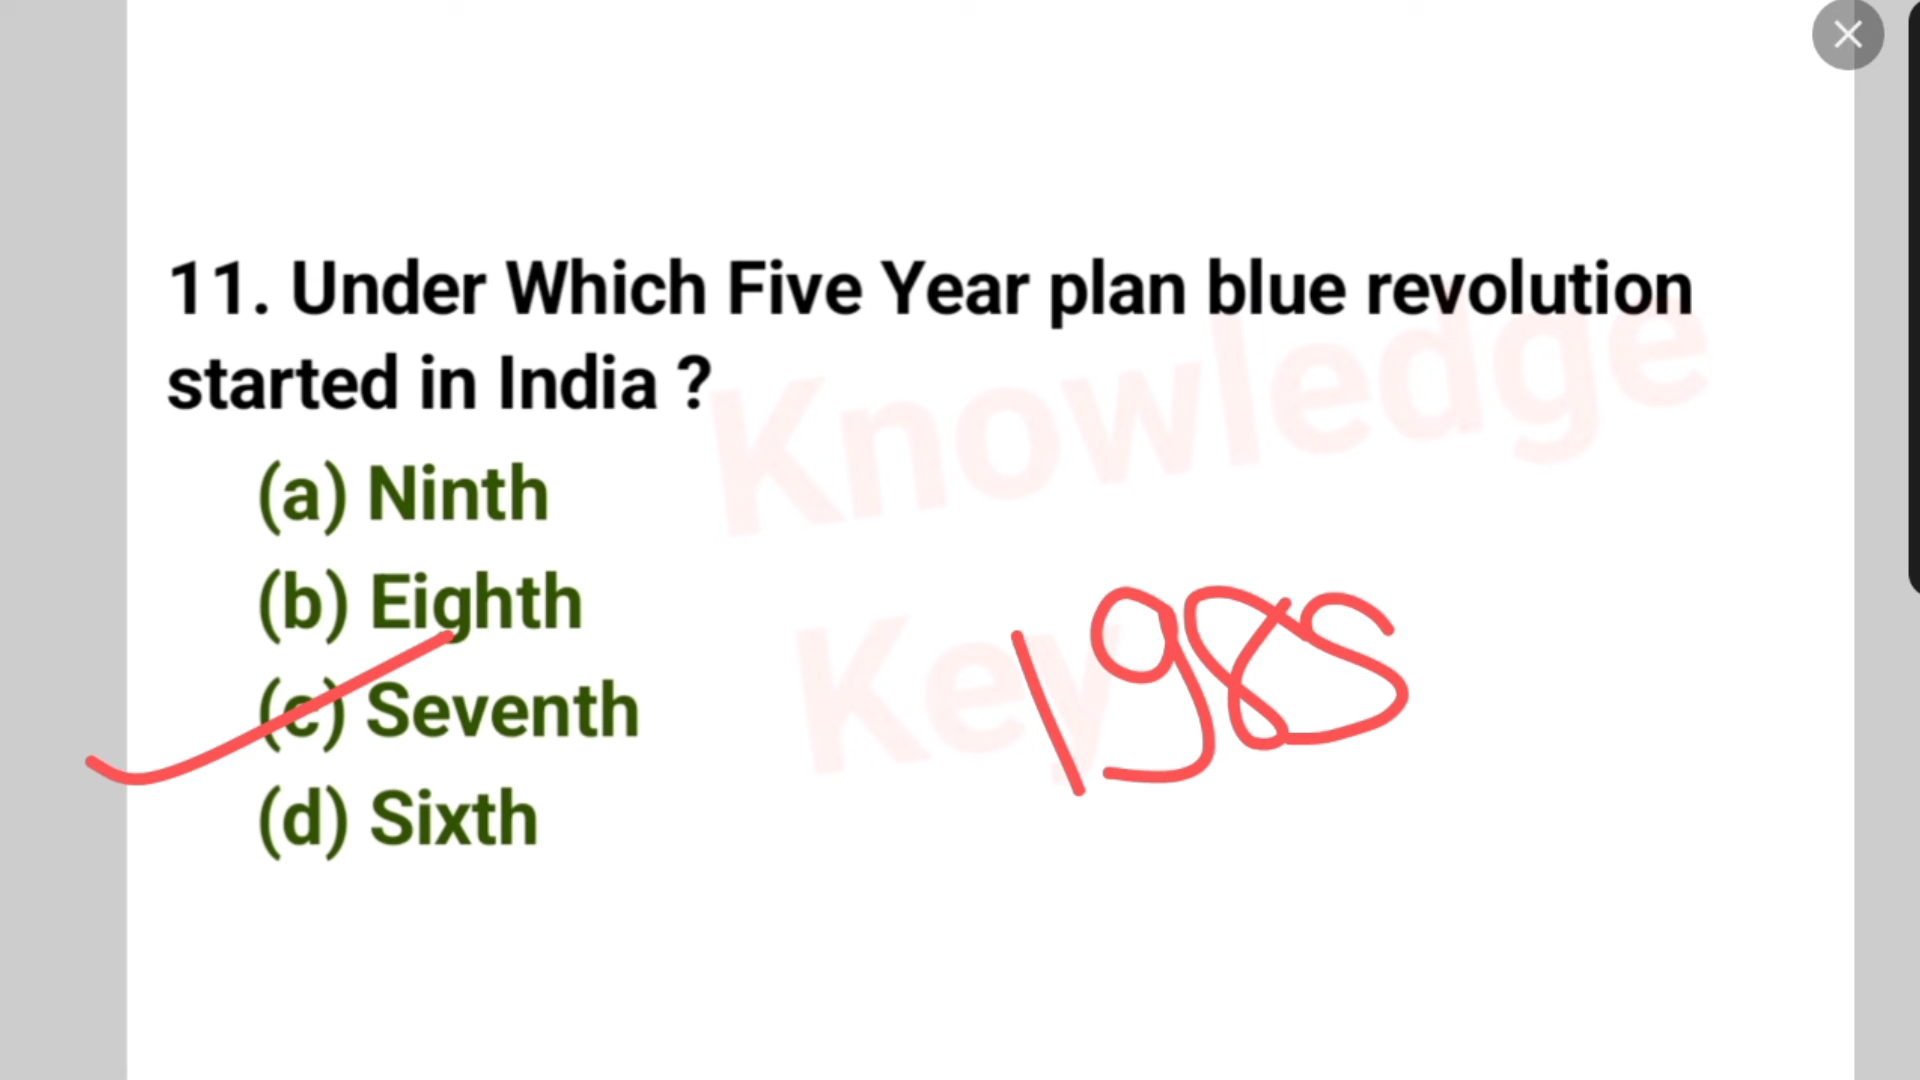 11. Under Which Five Year plan blue revolution
started in India ?
(a) Ninth
(b) Eighth
(c) Seventh
(d) Sixth
1985
Knowledge
Key